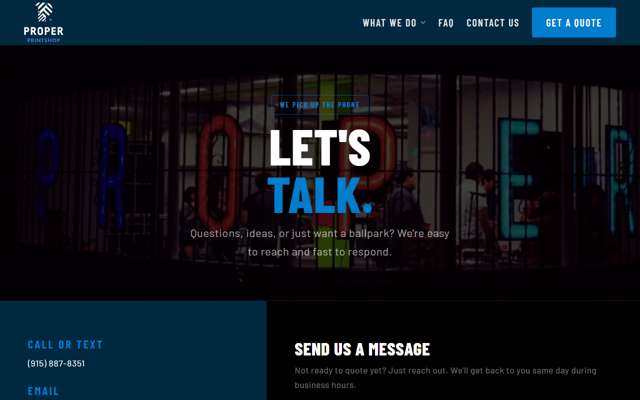 PROPER
PRINTSHOP
WHAT WE DO
FAQ
CONTACT US
GET A QUOTE
WE PICK UP THE PHONE
PROPER
LET'S
TALK.
Questions, ideas, or just want a ballpark? We're easy
to reach and fast to respond.
CALL OR TEXT
(915) 887-8351
EMAIL
SEND US A MESSAGE
Not ready to quote yet? Just reach out. We'll get back to you same day during
business hours.